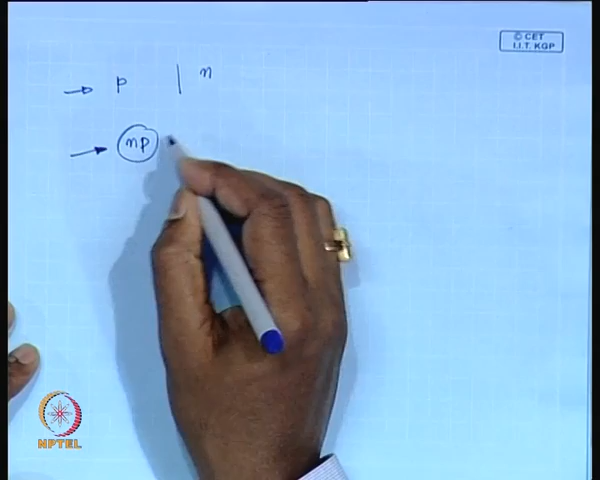 © CET
I.I.T. KGP
→ p | n
→ np
NPTEL